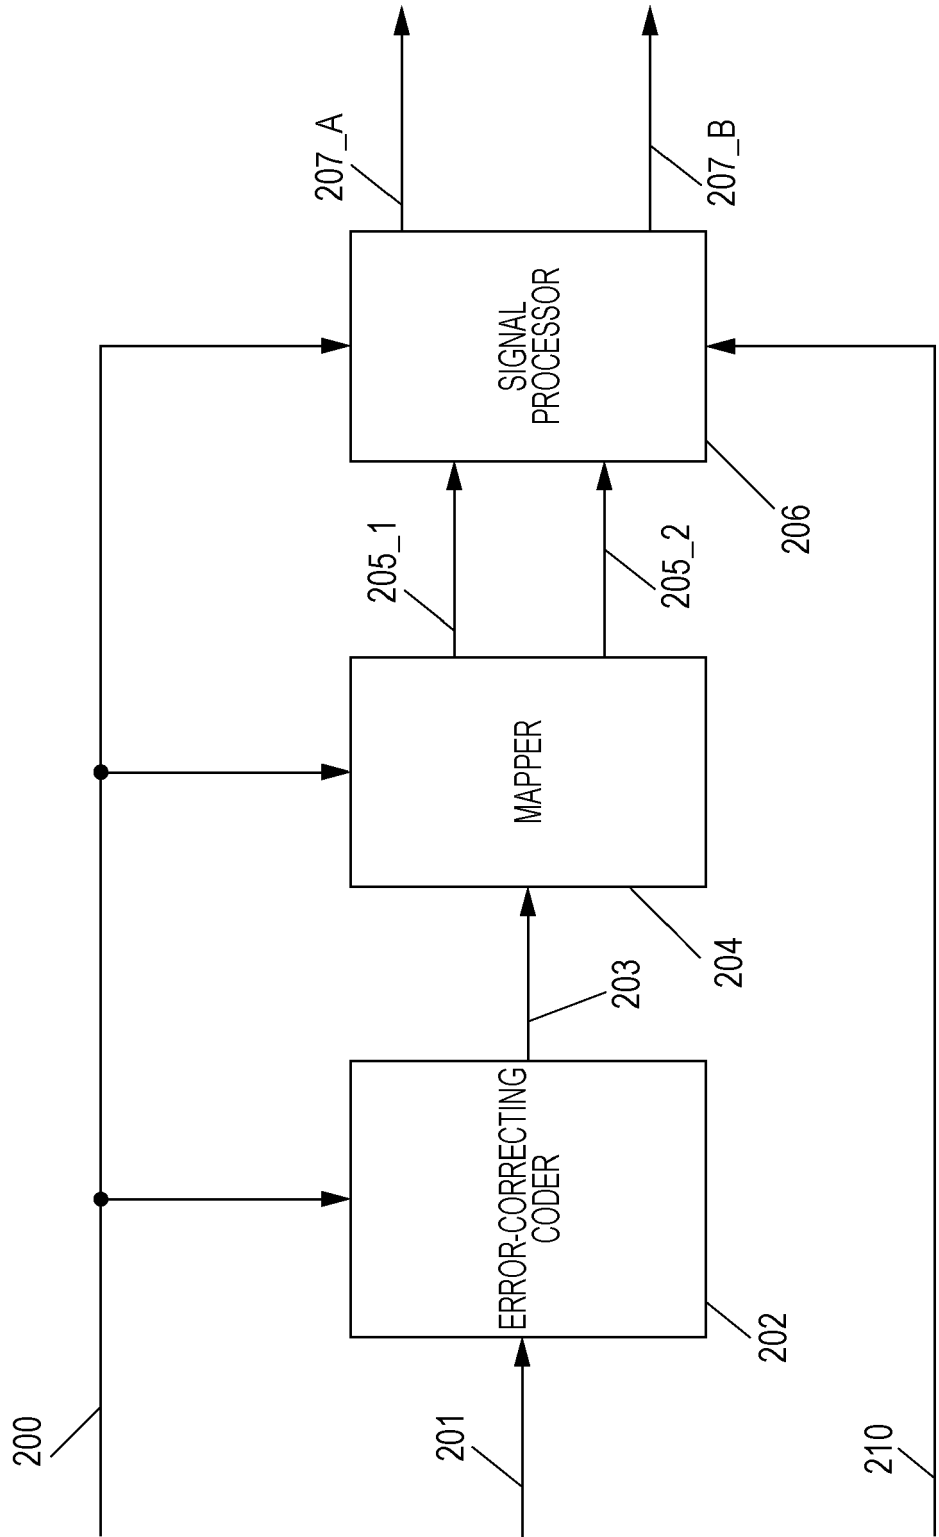 200
201
210
ERROR-CORRECTING
CODER
202
203
MAPPER
204
205_1
205_2
SIGNAL
PROCESSOR
206
207_A
207_B